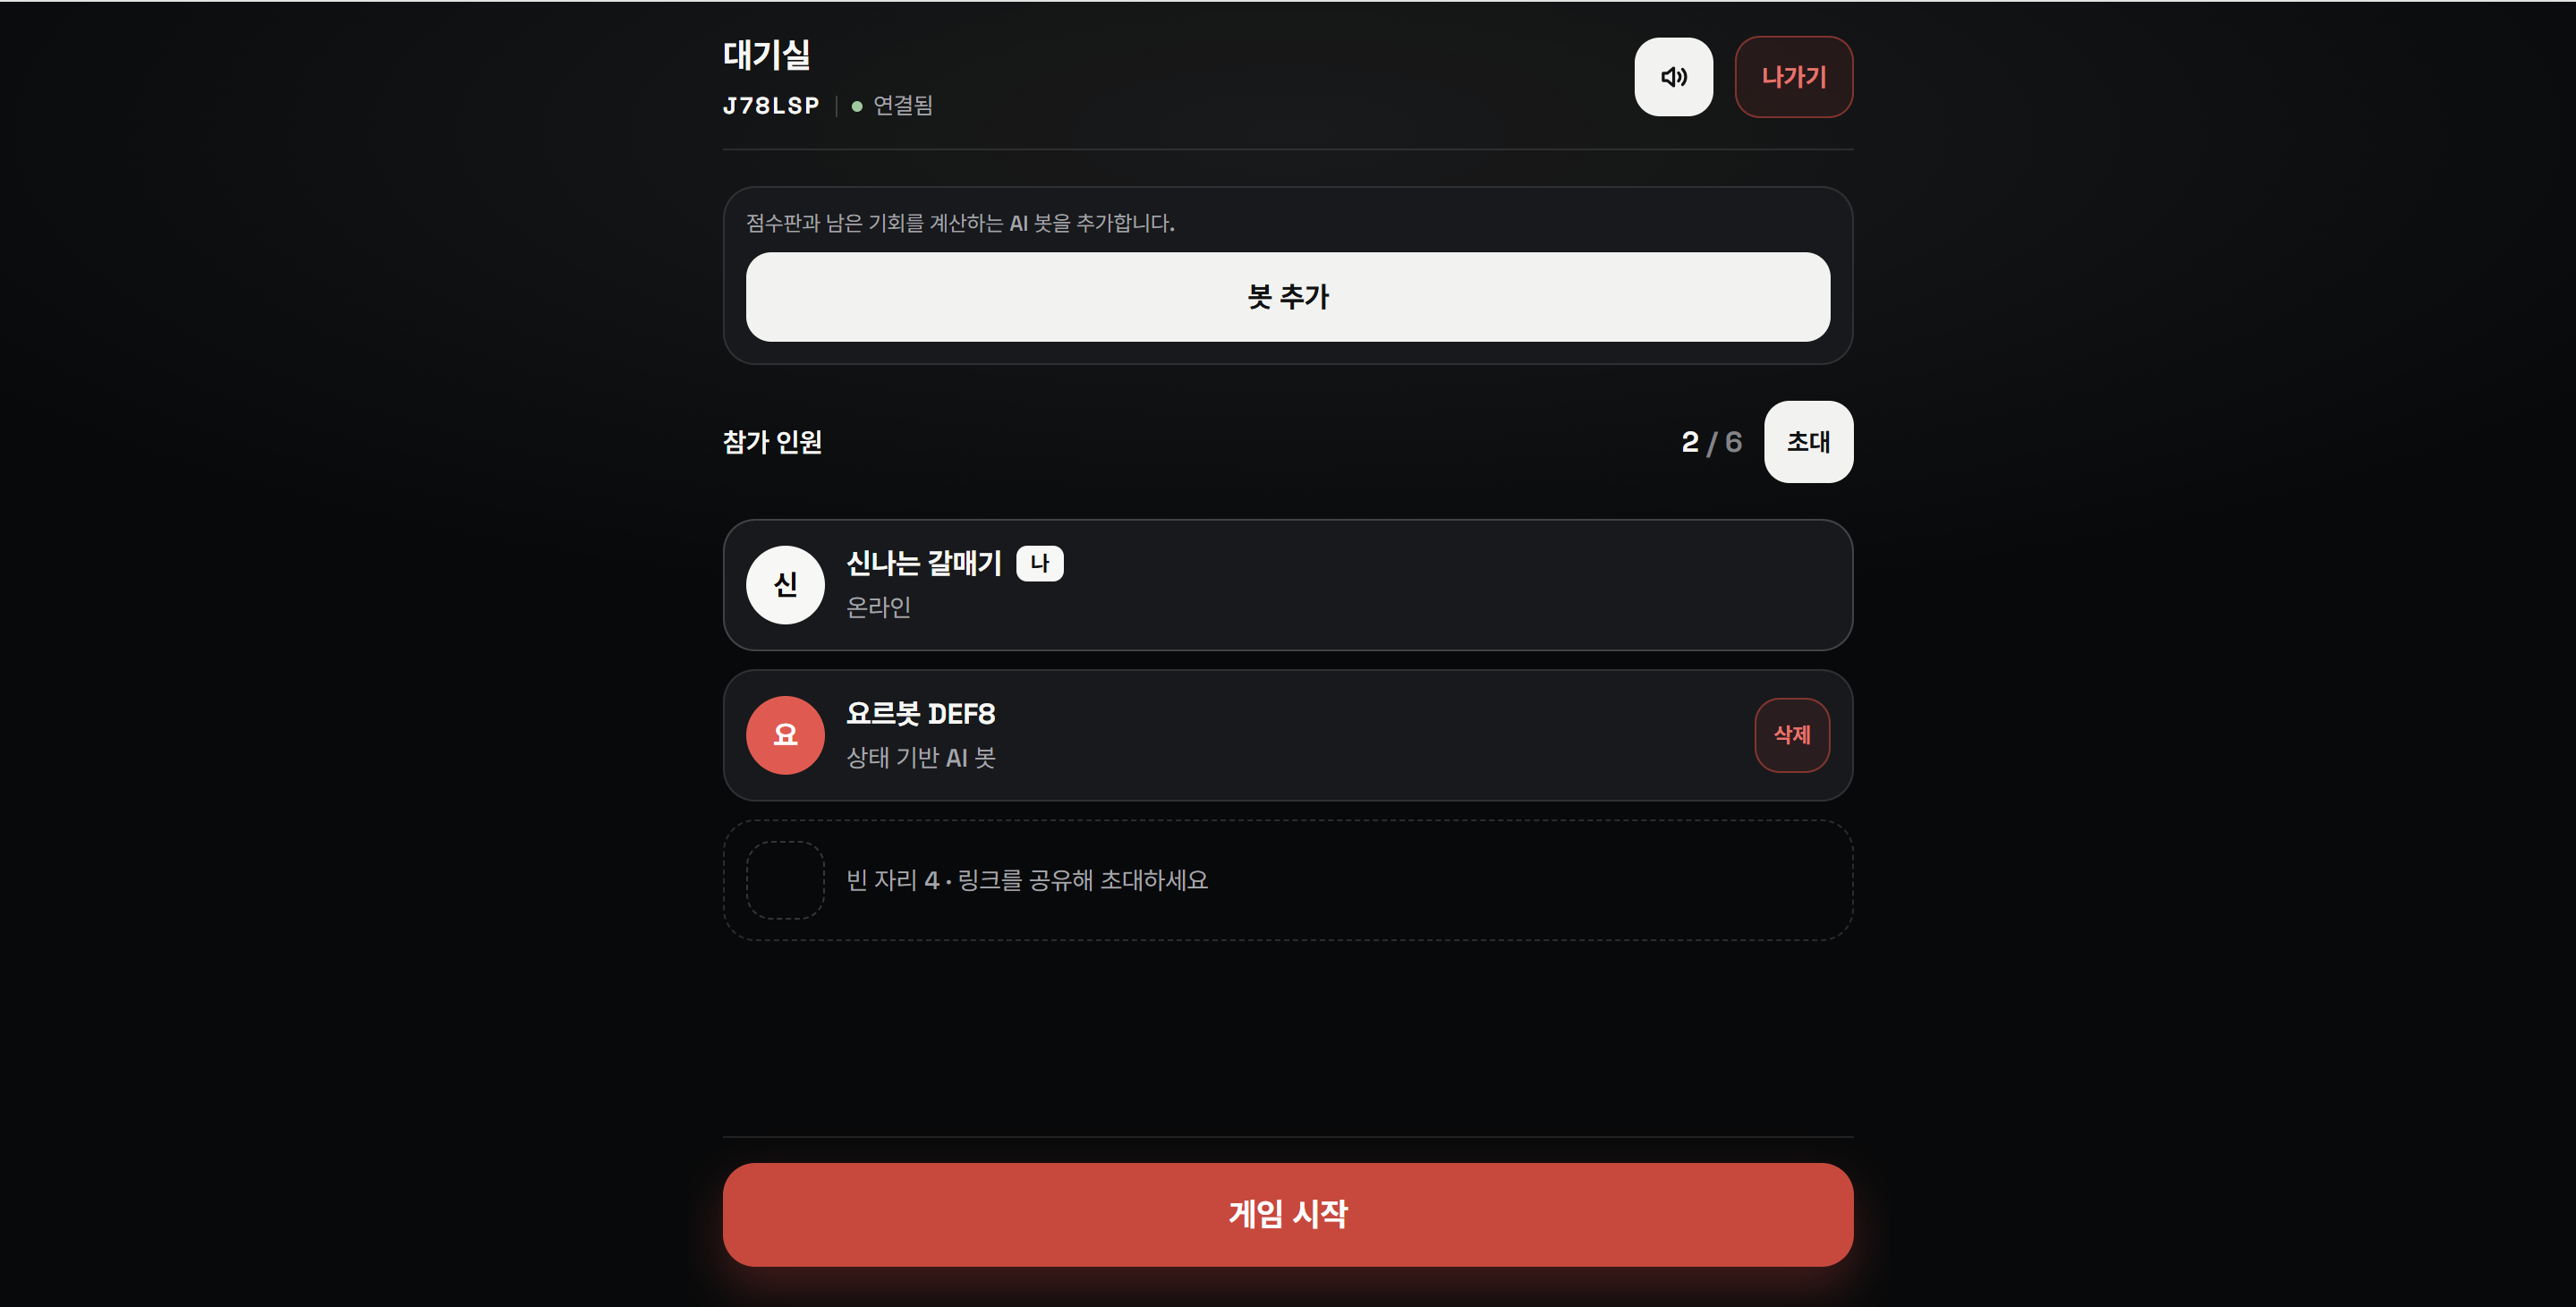 대기실
J78LSP 연결됨
나가기
점수판과 남은 기회를 계산하는 AI 봇을 추가합니다.
봇 추가
참가 인원
2 / 6
초대
신
신나는 갈매기 나
온라인
요
요르봇 DEF8
상태 기반 AI 봇
삭제
빈 자리 4 · 링크를 공유해 초대하세요
게임 시작